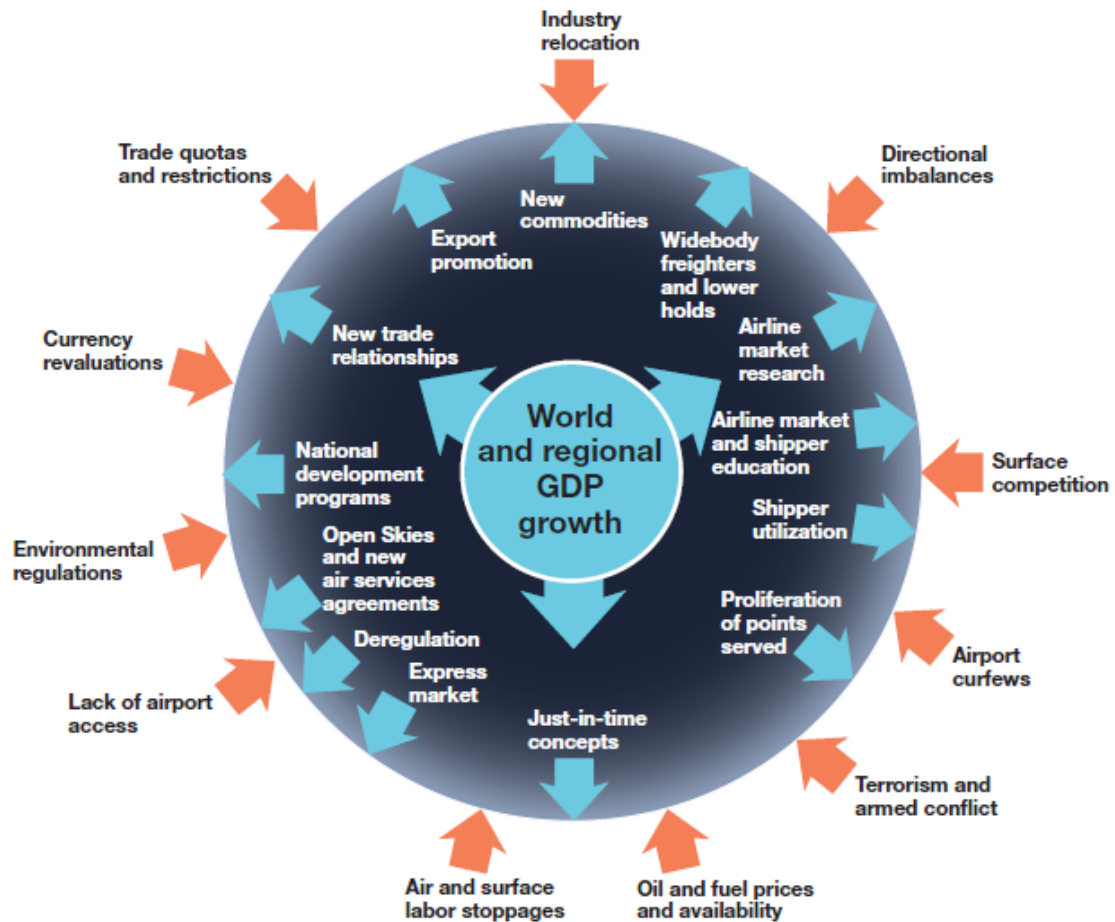 Industry
relocation
Trade quotas
and restrictions
Directional
imbalances
New
commodities
Export
promotion
Widebody
freighters
and lower
holds
New trade
relationships
Airline
market
research
Currency
revaluations
World
and regional
GDP
growth
Airline market
and shipper
education
National
development
programs
Surface
competition
Shipper
utilization
Environmental
regulations
Open Skies
and new
air services
agreements
Proliferation
of points
served
Deregulation
Express
market
Airport
curfews
Lack of airport
access
Just-in-time
concepts
Terrorism and
armed conflict
Air and surface
labor stoppages
Oil and fuel prices
and availability